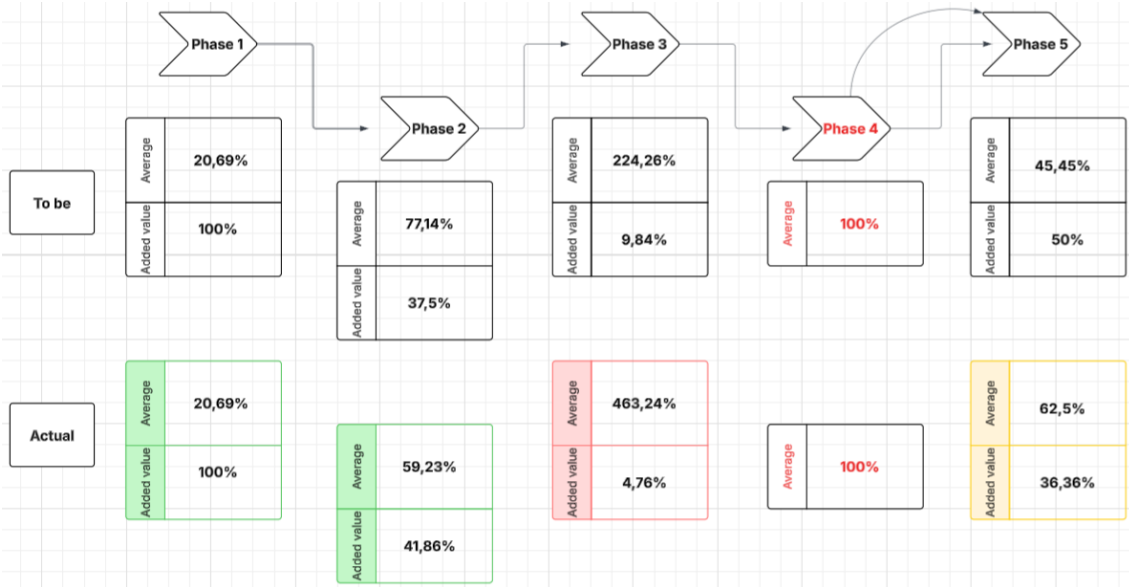 Phase 1
Phase 2
Phase 3
Phase 4
Phase 5
To be
Average
20,69%
Added value
100%
Average
77,14%
Added value
37,5%
Average
224,26%
Added value
9,84%
Average
100%
Average
45,45%
Added value
50%
Actual
Average
20,69%
Added value
100%
Average
59,23%
Added value
41,86%
Average
463,24%
Added value
4,76%
Average
100%
Average
62,5%
Added value
36,36%